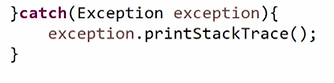 }catch(Exception exception){
    exception.printStackTrace();
}